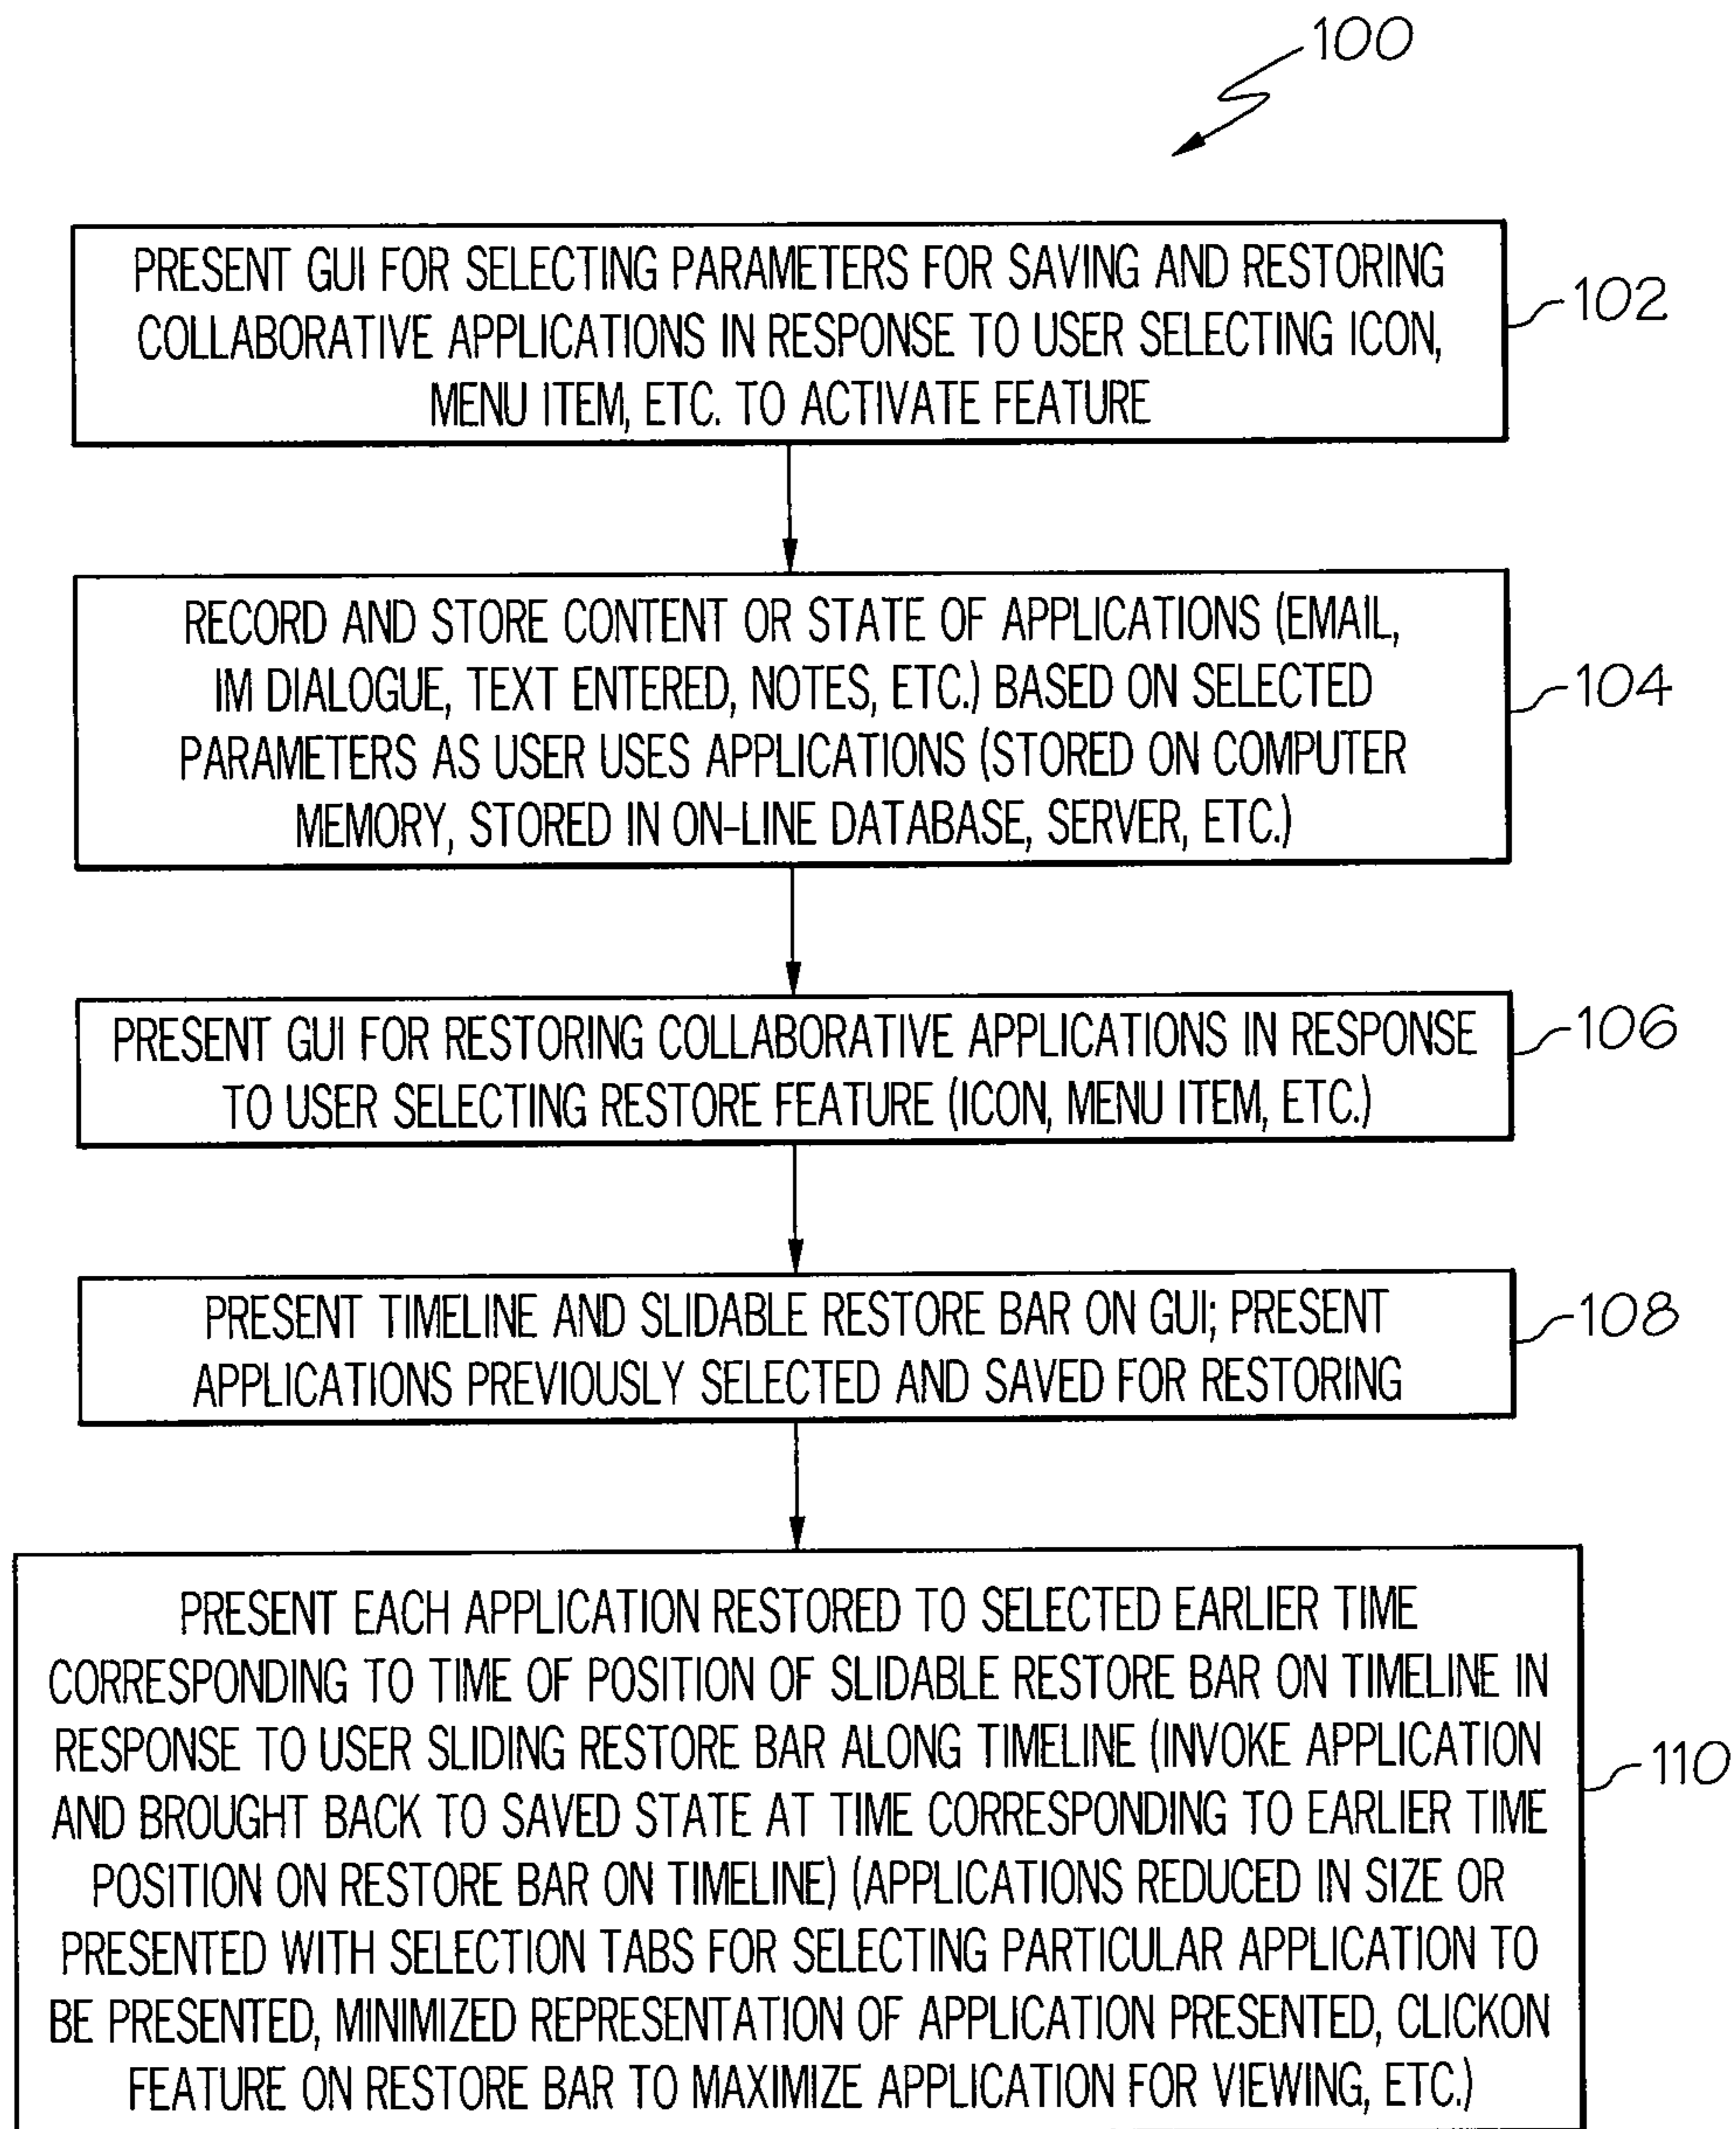 100
PRESENT GUI FOR SELECTING PARAMETERS FOR SAVING AND RESTORING
COLLABORATIVE APPLICATIONS IN RESPONSE TO USER SELECTING ICON,
MENU ITEM, ETC. TO ACTIVATE FEATURE
102
RECORD AND STORE CONTENT OR STATE OF APPLICATIONS (EMAIL,
IM DIALOGUE, TEXT ENTERED, NOTES, ETC.) BASED ON SELECTED
PARAMETERS AS USER USES APPLICATIONS (STORED ON COMPUTER
MEMORY, STORED IN ON-LINE DATABASE, SERVER, ETC.)
104
PRESENT GUI FOR RESTORING COLLABORATIVE APPLICATIONS IN RESPONSE
TO USER SELECTING RESTORE FEATURE (ICON, MENU ITEM, ETC.)
106
PRESENT TIMELINE AND SLIDABLE RESTORE BAR ON GUI; PRESENT
APPLICATIONS PREVIOUSLY SELECTED AND SAVED FOR RESTORING
108
PRESENT EACH APPLICATION RESTORED TO SELECTED EARLIER TIME
CORRESPONDING TO TIME OF POSITION OF SLIDABLE RESTORE BAR ON TIMELINE IN
RESPONSE TO USER SLIDING RESTORE BAR ALONG TIMELINE (INVOKE APPLICATION
AND BROUGHT BACK TO SAVED STATE AT TIME CORRESPONDING TO EARLIER TIME
POSITION ON RESTORE BAR ON TIMELINE) (APPLICATIONS REDUCED IN SIZE OR
PRESENTED WITH SELECTION TABS FOR SELECTING PARTICULAR APPLICATION TO
BE PRESENTED, MINIMIZED REPRESENTATION OF APPLICATION PRESENTED, CLICKON
FEATURE ON RESTORE BAR TO MAXIMIZE APPLICATION FOR VIEWING, ETC.)
110